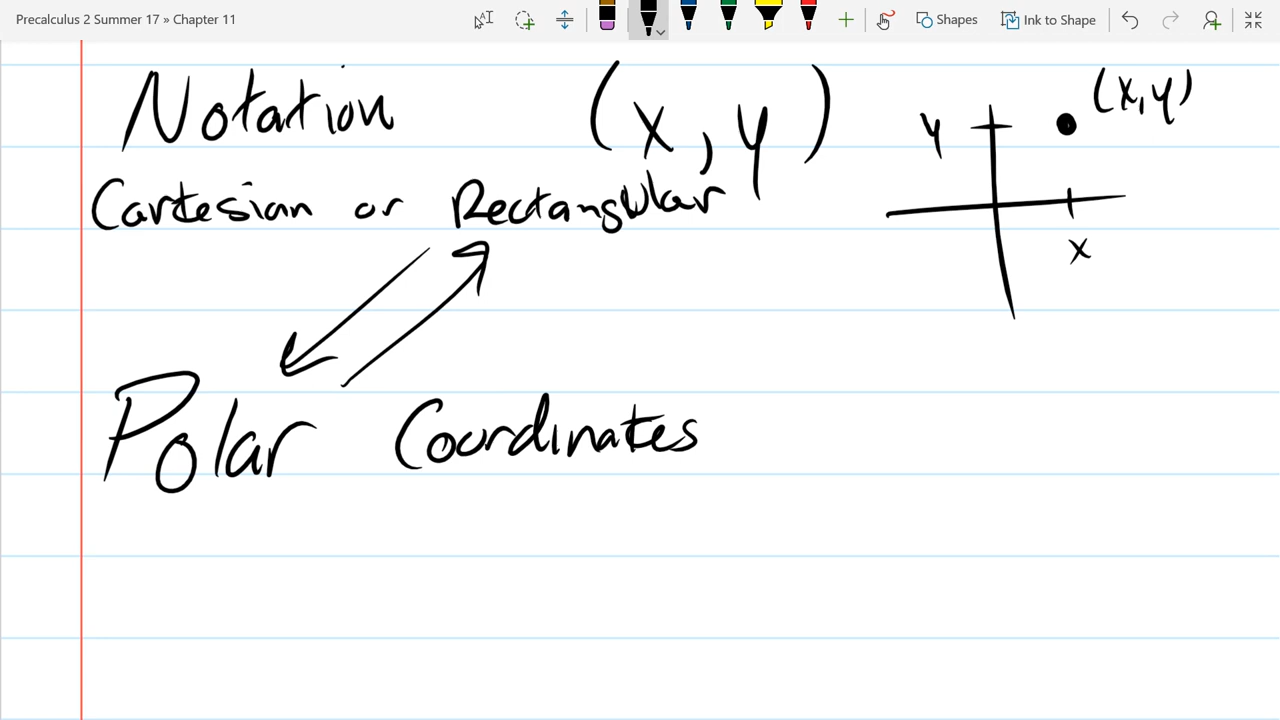 Precalculus 2 Summer 17 » Chapter 11
Shapes
Ink to Shape
Notation (x, y)
(x, y)
y
Cartesian or Rectangular
x
Polar Coordinates